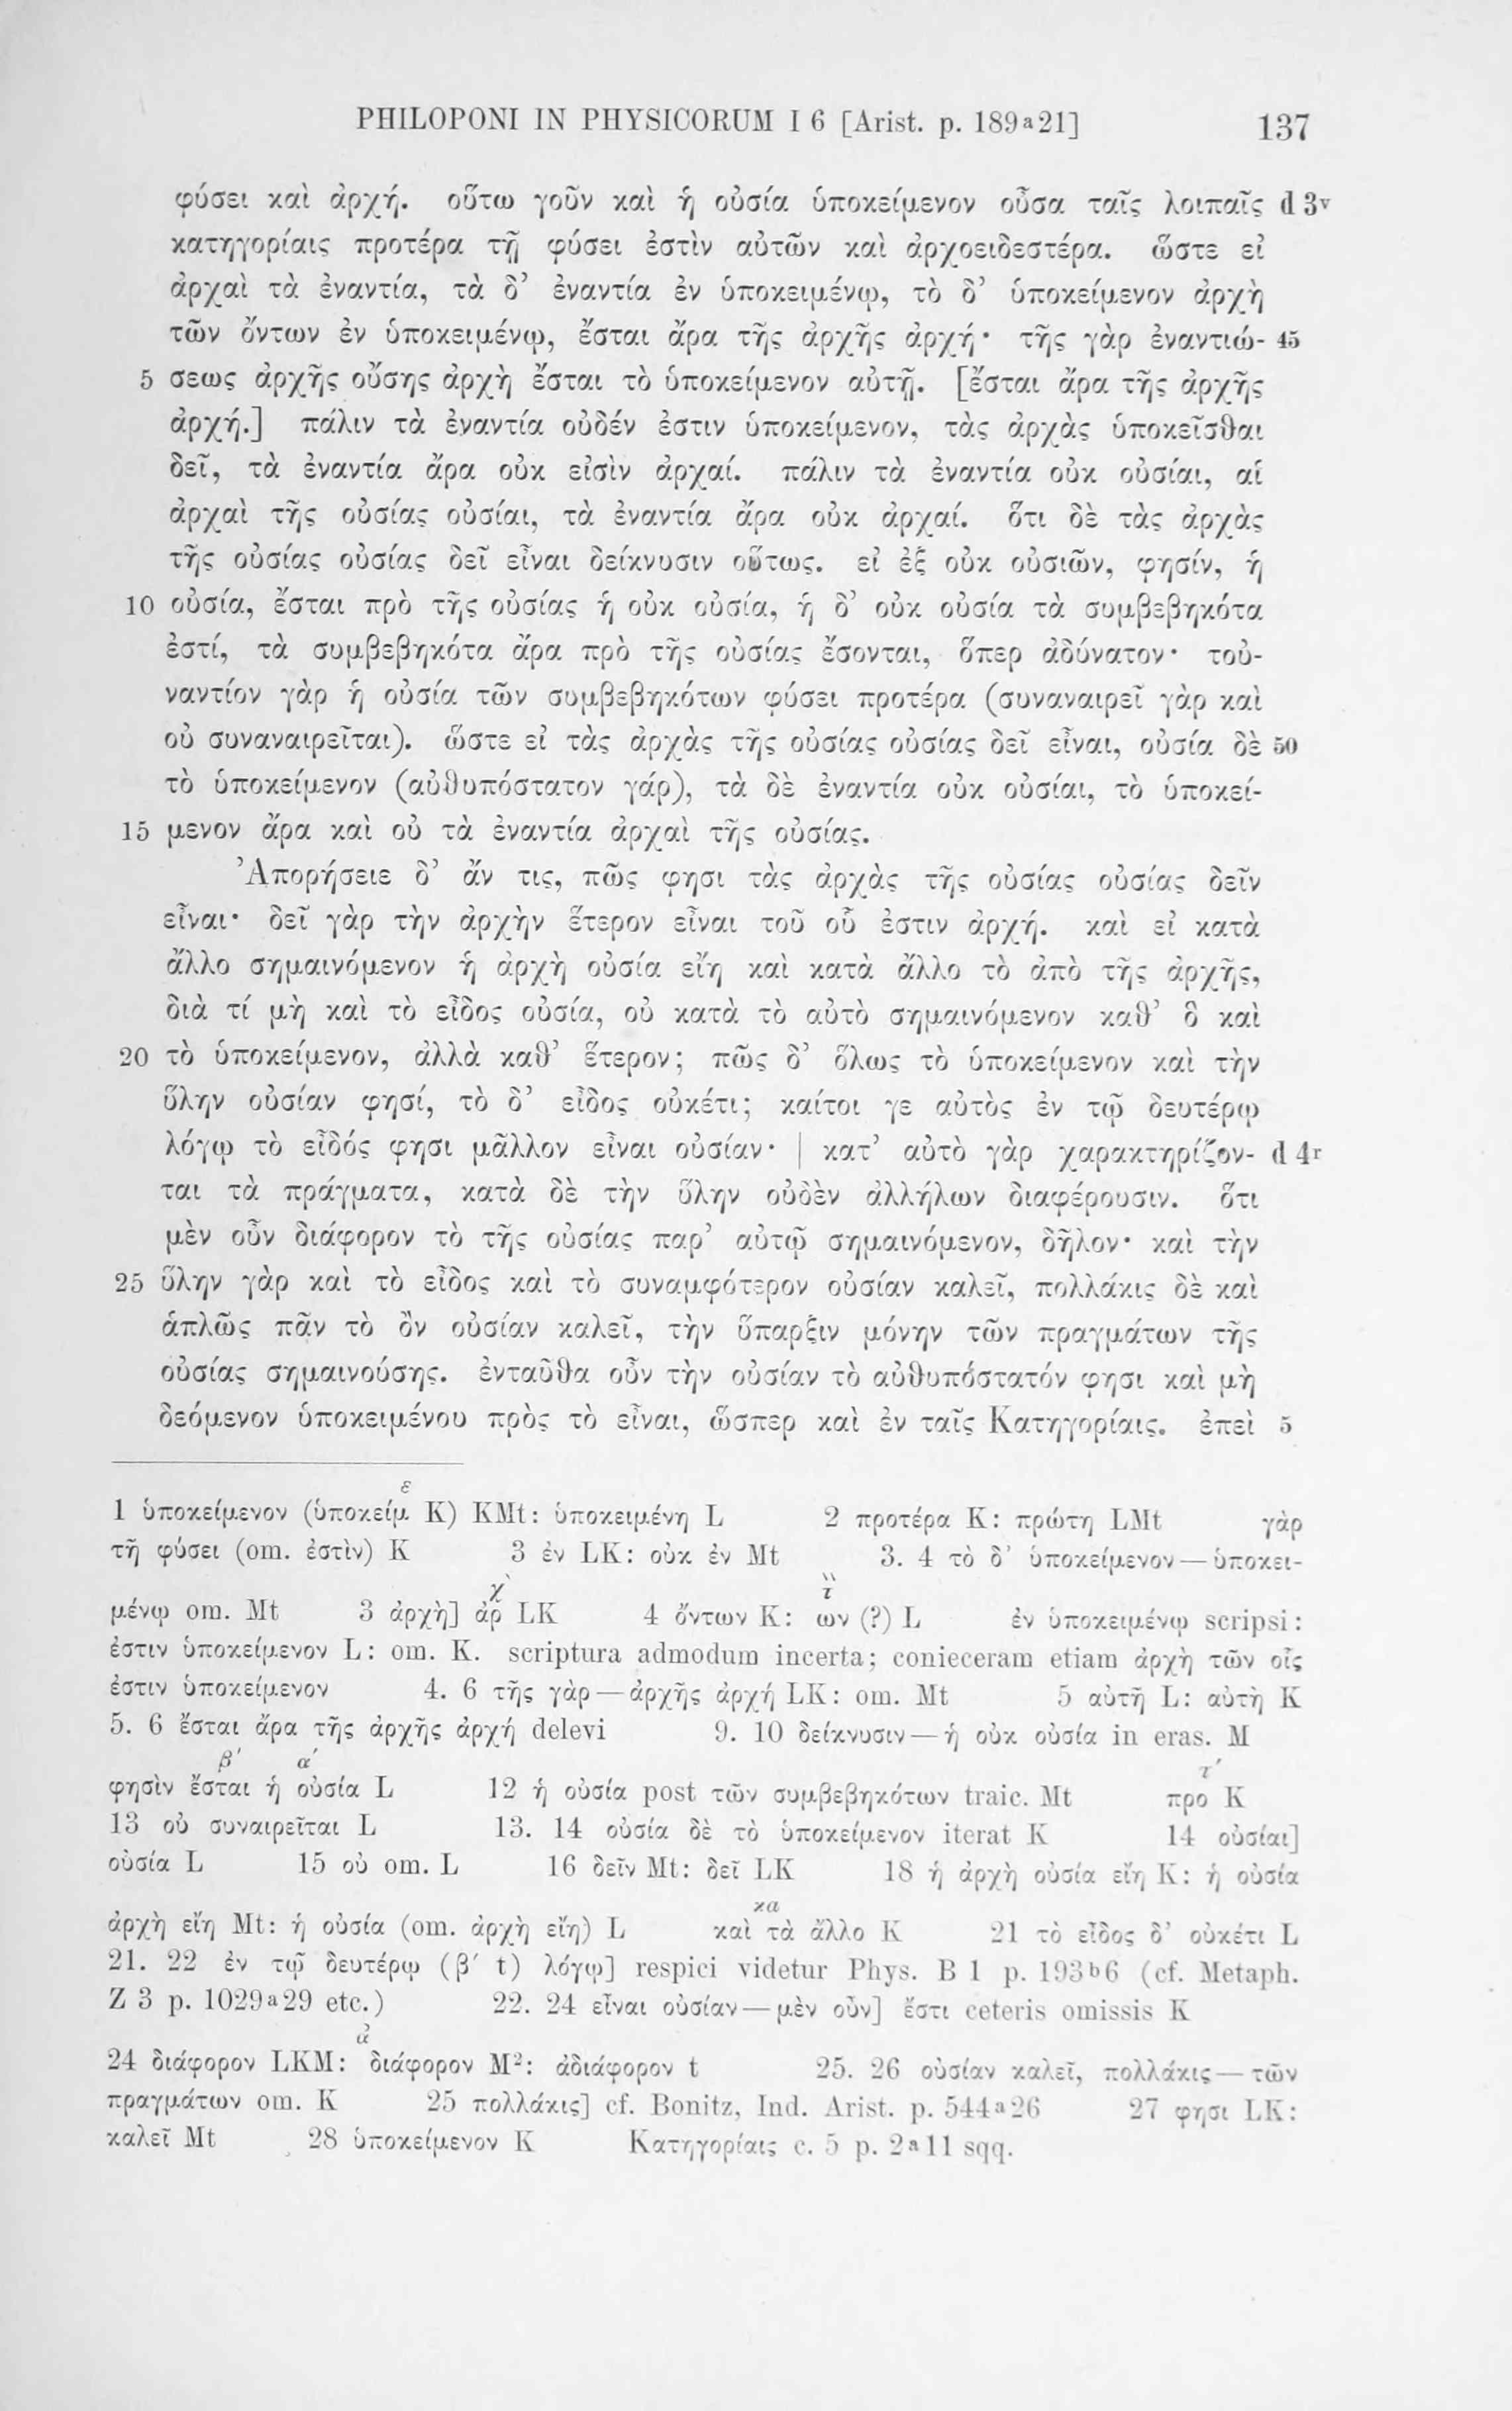 PHILOPONI IN PHYSICORUM I 6 [Arist. p. 189a21] 137
φύσει καὶ ἀρχή. οὕτω γοῦν καὶ ἡ οὐσία ὑποκείμενον οὖσα ταῖς λοιπαῖς d 3v
κατηγορίαις προτέρα τῇ φύσει ἐστὶν αὐτῶν καὶ ἀρχοειδεστέρα. ὥστε εἰ
ἀρχαὶ τὰ ἐναντία, τὰ δ’ ἐναντία ἐν ὑποκειμένῳ, τὸ δ’ ὑποκείμενον ἀρχὴ
τῶν ὄντων ἐν ὑποκειμένῳ, ἔσται ἄρα τῆς ἀρχῆς ἀρχή· τῆς γὰρ ἐναντιώ- 45
5 σεως ἀρχῆς οὔσης ἀρχὴ ἔσται τὸ ὑποκείμενον αὐτῇ. [ἔσται ἄρα τῆς ἀρχῆς
ἀρχή.] πάλιν τὰ ἐναντία οὐδέν ἐστιν ὑποκείμενον, τὰς ἀρχὰς ὑποκεῖσθαι
δεῖ, τὰ ἐναντία ἄρα οὐκ εἰσὶν ἀρχαί. πάλιν τὰ ἐναντία οὐκ οὐσίαι, αἱ
ἀρχαὶ τῆς οὐσίας οὐσίαι, τὰ ἐναντία ἄρα οὐκ ἀρχαί. ὅτι δὲ τὰς ἀρχὰς
τῆς οὐσίας οὐσίας δεῖ εἶναι δείκνυσιν οὕτως. εἰ ἐξ οὐκ οὐσιῶν, φησίν, ἡ
10 οὐσία, ἔσται πρὸ τῆς οὐσίας ἡ οὐκ οὐσία, ἡ δ’ οὐκ οὐσία τὰ συμβεβηκότα
ἐστί, τὰ συμβεβηκότα ἄρα πρὸ τῆς οὐσίας ἔσονται, ὅπερ ἀδύνατον· τοὐ-
ναντίον γὰρ ἡ οὐσία τῶν συμβεβηκότων φύσει προτέρα (συναναιρεῖ γὰρ καὶ
οὐ συναναιρεῖται). ὥστε εἰ τὰς ἀρχὰς τῆς οὐσίας οὐσίας δεῖ εἶναι, οὐσία δὲ 50
τὸ ὑποκείμενον (αὐθυπόστατον γάρ), τὰ δὲ ἐναντία οὐκ οὐσίαι, τὸ ὑποκεί-
15 μενον ἄρα καὶ οὐ τὰ ἐναντία ἀρχαὶ τῆς οὐσίας.
Ἀπορήσειε δ’ ἄν τις, πῶς φησι τὰς ἀρχὰς τῆς οὐσίας οὐσίας δεῖν
εἶναι· δεῖ γὰρ τὴν ἀρχὴν ἕτερον εἶναι τοῦ οὗ ἐστιν ἀρχή. καὶ εἰ κατὰ
ἄλλο σημαινόμενον ἡ ἀρχὴ οὐσία εἴη καὶ κατὰ ἄλλο τὸ ἀπὸ τῆς ἀρχῆς,
διὰ τί μὴ καὶ τὸ εἶδος οὐσία, οὐ κατὰ τὸ αὐτὸ σημαινόμενον καθ’ ὃ καὶ
20 τὸ ὑποκείμενον, ἀλλὰ καθ’ ἕτερον; πῶς δ’ ὅλως τὸ ὑποκείμενον καὶ τὴν
ὕλην οὐσίαν φησί, τὸ δ’ εἶδος οὐκέτι; καίτοι γε αὐτὸς ἐν τῷ δευτέρῳ
λόγῳ τὸ εἶδός φησι μᾶλλον εἶναι οὐσίαν· | κατ’ αὐτὸ γὰρ χαρακτηρίζον- d 4r
ται τὰ πράγματα, κατὰ δὲ τὴν ὕλην οὐδὲν ἀλλήλων διαφέρουσιν. ὅτι
μὲν οὖν διάφορον τὸ τῆς οὐσίας παρ’ αὐτῷ σημαινόμενον, δῆλον· καὶ τὴν
25 ὕλην γὰρ καὶ τὸ εἶδος καὶ τὸ συναμφότερον οὐσίαν καλεῖ, πολλάκις δὲ καὶ
ἁπλῶς πᾶν τὸ ὂν οὐσίαν καλεῖ, τὴν ὕπαρξιν μόνην τῶν πραγμάτων τῆς
οὐσίας σημαινούσης. ἐνταῦθα οὖν τὴν οὐσίαν τὸ αὐθυπόστατόν φησι καὶ μὴ
δεόμενον ὑποκειμένου πρὸς τὸ εἶναι, ὥσπερ καὶ ἐν ταῖς Κατηγορίαις. ἐπεὶ 5
ε
1 ὑποκείμενον (ὑποκείμ K) KMt: ὑποκειμένη L 2 προτέρα K: πρώτη LMt γὰρ
τῇ φύσει (om. ἐστὶν) K 3 ἐν LK: οὐκ ἐν Mt 3. 4 τὸ δ’ ὑποκείμενον — ὑποκει-
μένῳ om. Mt 3 ἀρχὴ] ἀρχ̀ LK 4 ὄντων K: ων (?) L ἐν ὑποκειμένῳ scripsi:
ἐστιν ὑποκείμενον L: om. K. scriptura admodum incerta; conieceram etiam ἀρχὴ τῶν οἷς
ἐστιν ὑποκείμενον 4. 6 τῆς γὰρ — ἀρχῆς ἀρχή LK: om. Mt 5 αὐτῇ L: αὐτὴ K
5. 6 ἔσται ἄρα τῆς ἀρχῆς ἀρχή delevi 9. 10 δείκνυσιν — ἡ οὐκ οὐσία in eras. M
β′ α′ τ′
φησὶν ἔσται ἡ οὐσία L 12 ἡ οὐσία post τῶν συμβεβηκότων traic. Mt προ K
13 οὐ συναιρεῖται L 13. 14 οὐσία δὲ τὸ ὑποκείμενον iterat K 14 οὐσίαι]
οὐσία L 15 οὐ om. L 16 δεῖν Mt: δεῖ LK 18 ἡ ἀρχὴ οὐσία εἴη K: ἡ οὐσία
κα
ἀρχὴ εἴη Mt: ἡ οὐσία (om. ἀρχὴ εἴη) L καὶ τὰ ἄλλο K 21 τὸ εἶδος δ’ οὐκέτι L
21. 22 ἐν τῷ δευτέρῳ (β′ t) λόγῳ] respici videtur Phys. B 1 p. 193b6 (cf. Metaph.
Z 3 p. 1029a29 etc.) 22. 24 εἶναι οὐσίαν — μὲν οὖν] ἔστι ceteris omissis K
ἀ
24 διάφορον LKM: διάφορον M²: ἀδιάφορον t 25. 26 οὐσίαν καλεῖ, πολλάκις — τῶν
πραγμάτων om. K 25 πολλάκις] cf. Bonitz, Ind. Arist. p. 544a26 27 φησι LK:
καλεῖ Mt 28 ὑποκείμενον K Κατηγορίαις c. 5 p. 2a11 sqq.